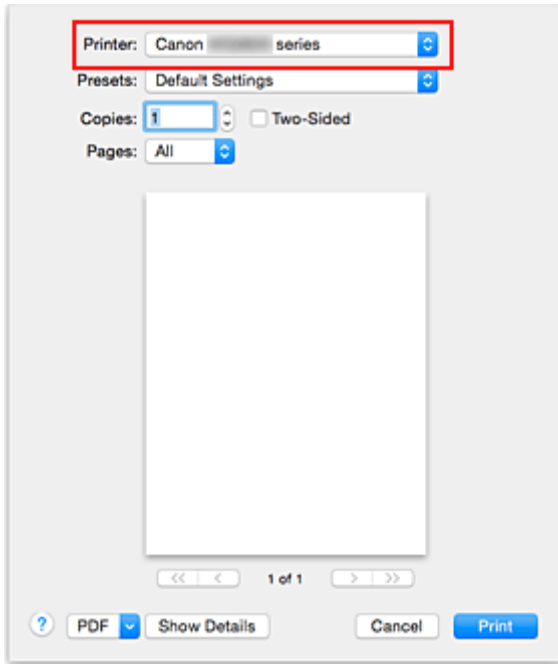 Printer: Canon series
Presets: Default Settings
Copies: 1 Two-Sided
Pages: All
<< < 1 of 1 > >>
? PDF Show Details Cancel Print